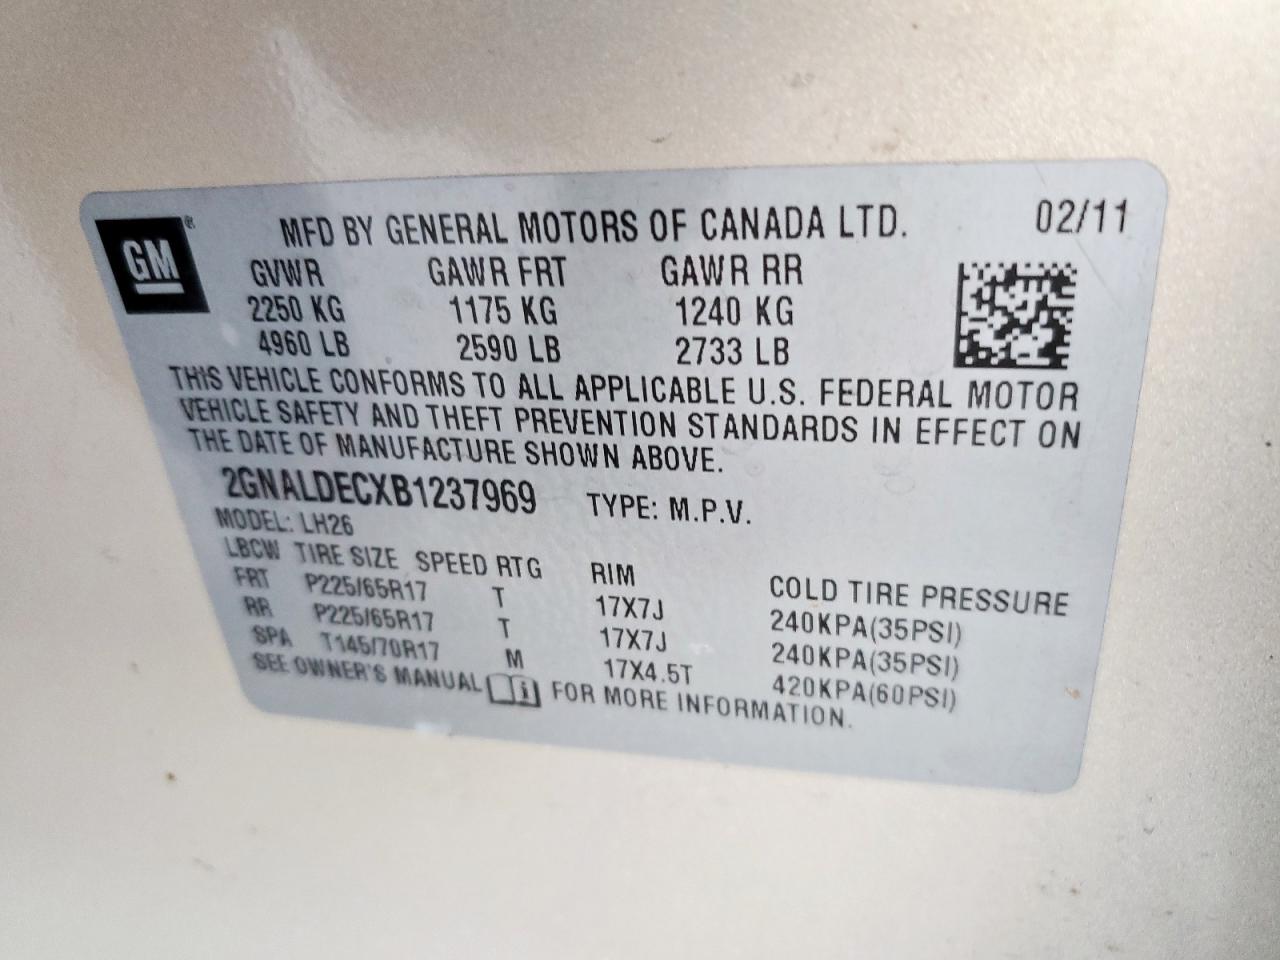 GM®
MFD BY GENERAL MOTORS OF CANADA LTD. 02/11
GVWR GAWR FRT GAWR RR
2250 KG 1175 KG 1240 KG
4960 LB 2590 LB 2733 LB
THIS VEHICLE CONFORMS TO ALL APPLICABLE U.S. FEDERAL MOTOR
VEHICLE SAFETY AND THEFT PREVENTION STANDARDS IN EFFECT ON
THE DATE OF MANUFACTURE SHOWN ABOVE.
2GNALDECXB1237969 TYPE: M.P.V.
MODEL: LH26
LBCW TIRE SIZE SPEED RTG RIM COLD TIRE PRESSURE
FRT P225/65R17 T 17X7J 240KPA(35PSI)
RR P225/65R17 T 17X7J 240KPA(35PSI)
SPA T145/70R17 M 17X4.5T 420KPA(60PSI)
SEE OWNER'S MANUAL FOR MORE INFORMATION.